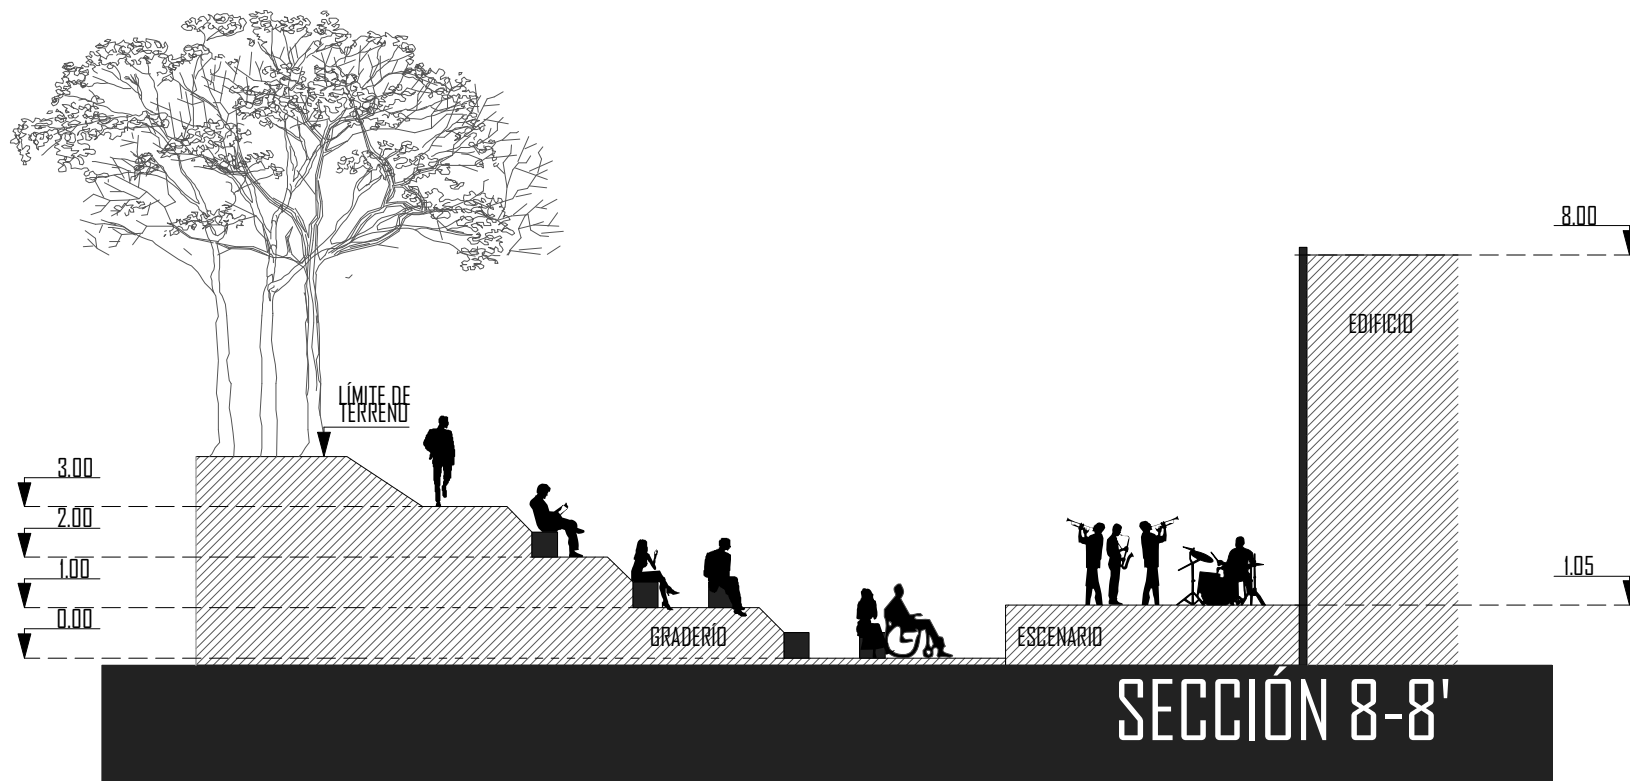 8.00
EDIFICIO
LÍMITE DE
TERRENO
3.00
2.00
1.00
1.05
0.00
GRADERÍO
ESCENARIO
SECCIÓN 8-8'